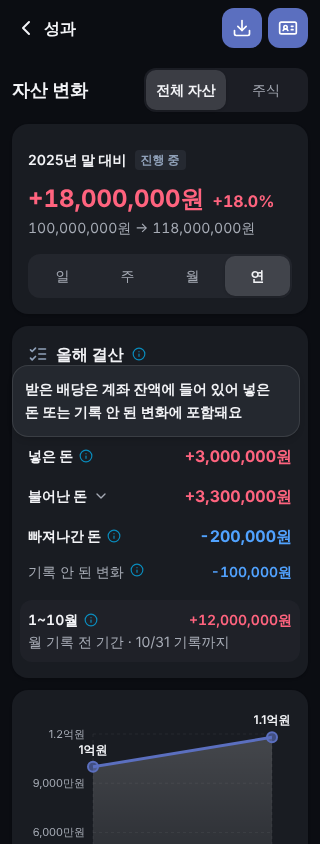 성과
자산 변화
전체 자산
주식
2025년 말 대비
진행 중
+18,000,000원 +18.0%
100,000,000원 → 118,000,000원
일
주
월
연
올해 결산
받은 배당은 계좌 잔액에 들어 있어 넣은
돈 또는 기록 안 된 변화에 포함돼요
넣은 돈
+3,000,000원
불어난 돈
+3,300,000원
빠져나간 돈
-200,000원
기록 안 된 변화
-100,000원
1~10월
+12,000,000원
월 기록 전 기간 · 10/31 기록까지
1.1억원
1.2억원
1억원
9,000만원
6,000만원